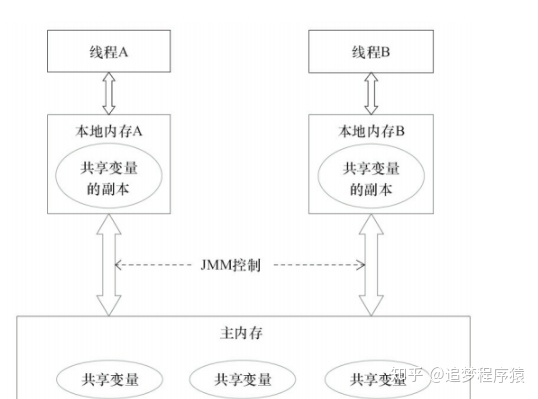 线程A
线程B
本地内存A
本地内存B
共享变量
的副本
共享变量
的副本
JMM控制
主内存
共享变量
共享变量
共享变量
知乎 @追梦程序猿